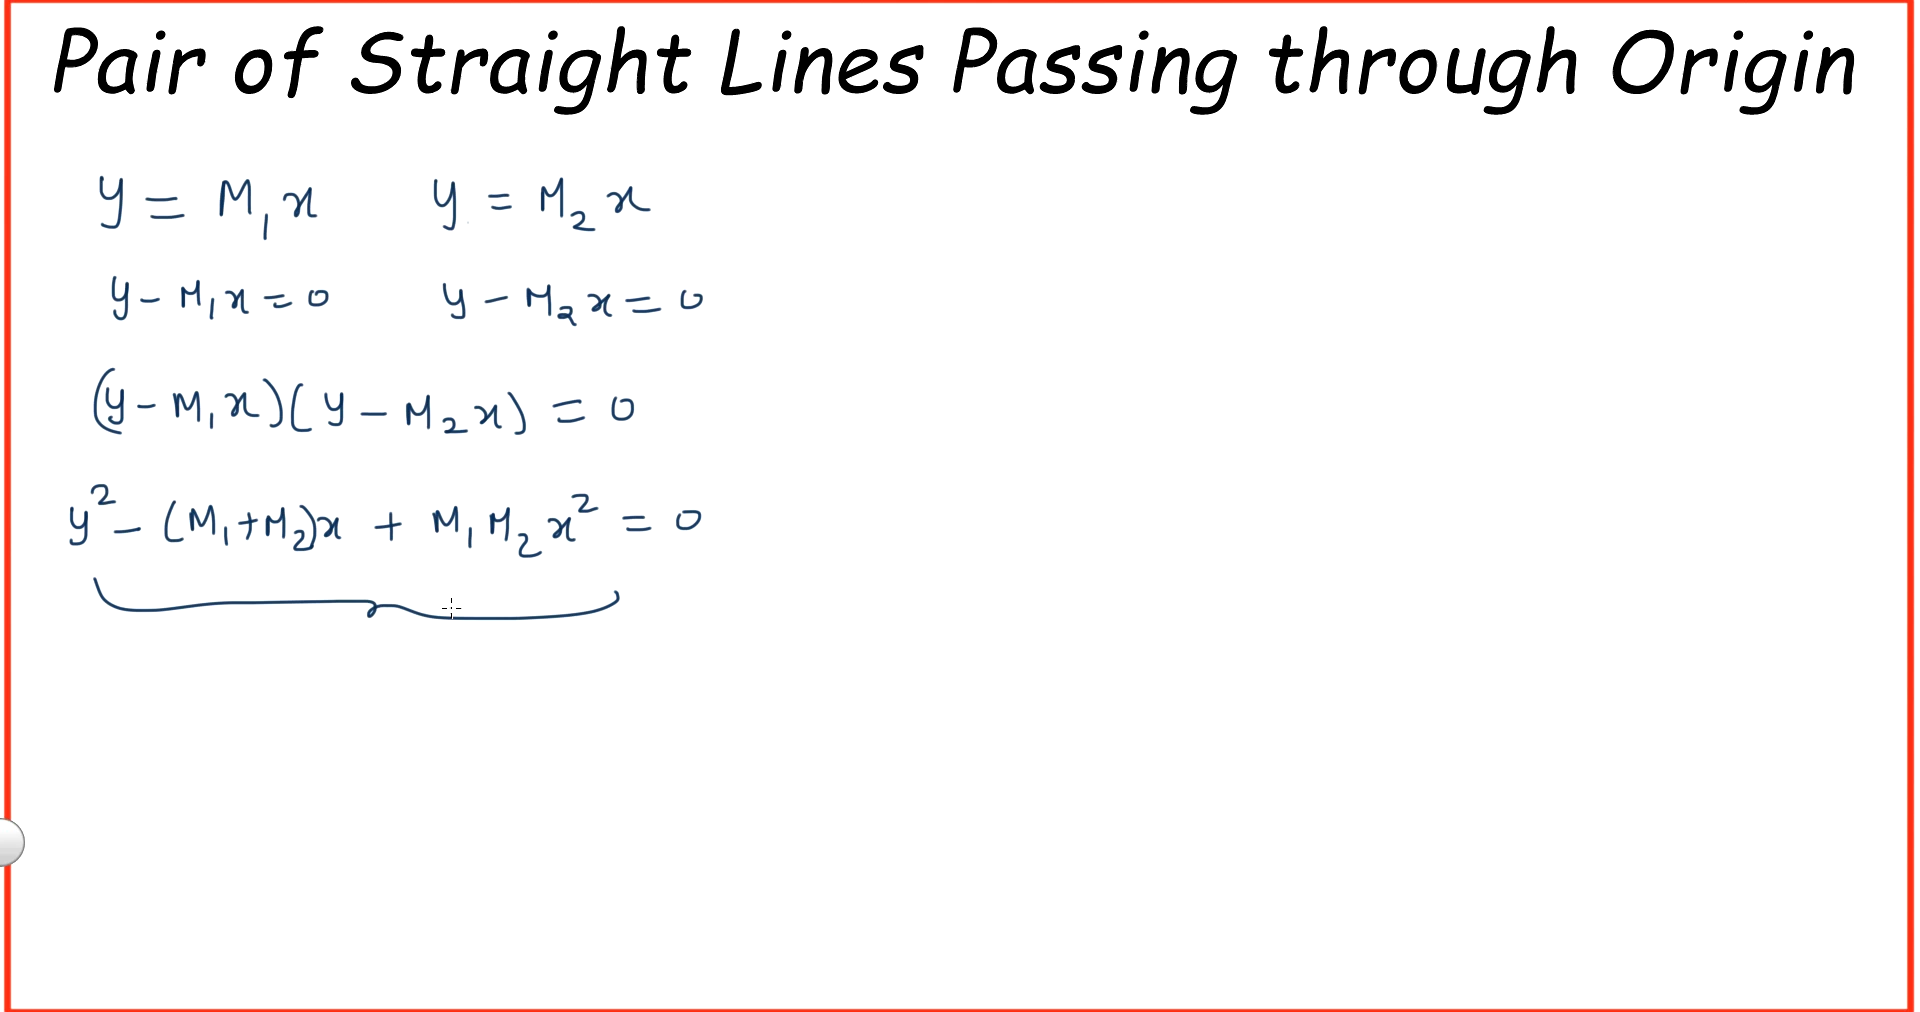 Pair of Straight Lines Passing through Origin
y = M₁x y = M₂x
y - M₁x = 0 y - M₂x = 0
(y - M₁x)(y - M₂x) = 0
y² - (M₁+M₂)x + M₁M₂x² = 0